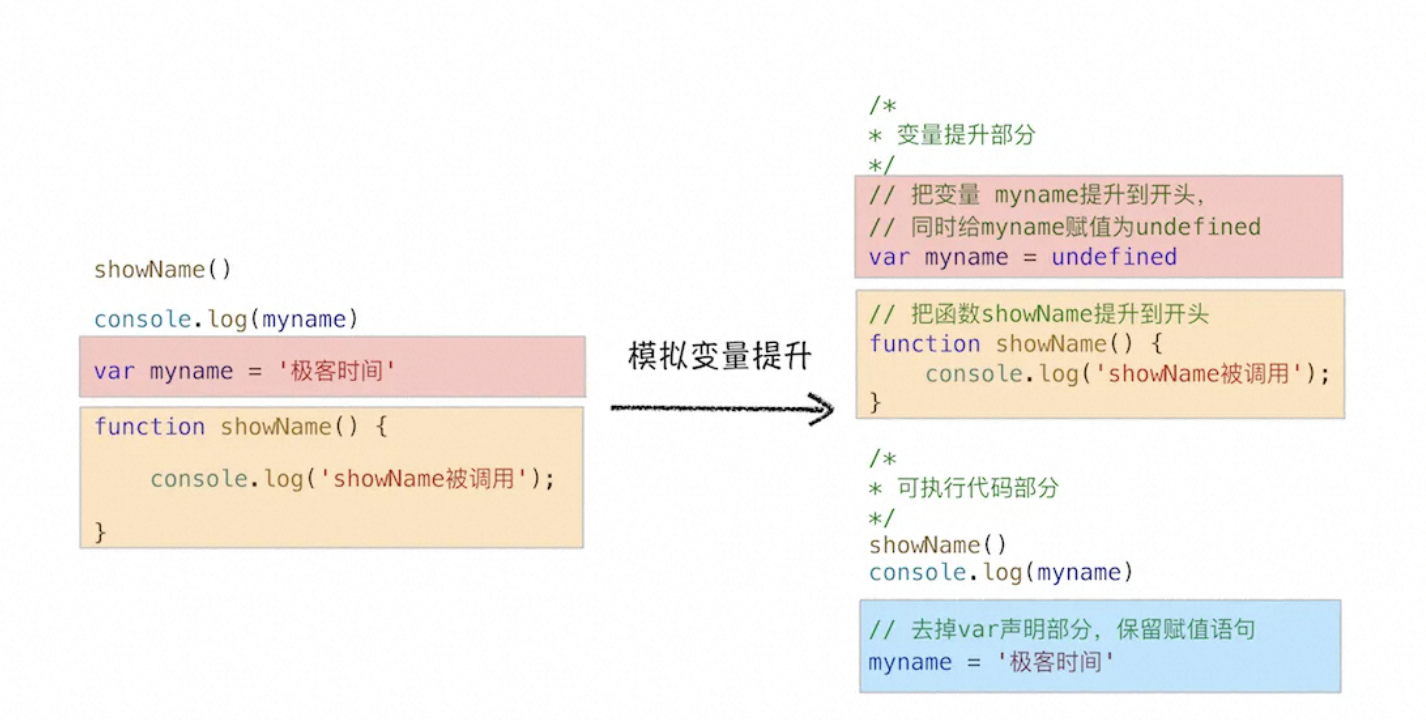 showName()
console.log(myname)
var myname = '极客时间'
function showName() {
console.log('showName被调用');
}
模拟变量提升
/*
* 变量提升部分
*/
// 把变量 myname提升到开头，
// 同时给myname赋值为undefined
var myname = undefined
// 把函数showName提升到开头
function showName() {
console.log('showName被调用');
}
/*
* 可执行代码部分
*/
showName()
console.log(myname)
// 去掉var声明部分，保留赋值语句
myname = '极客时间'